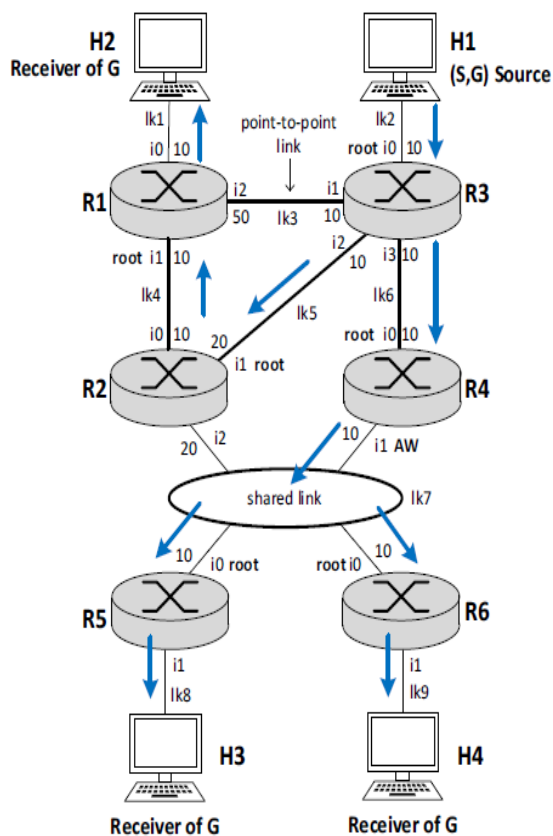 H2
Receiver of G
H1
(S,G) Source
lk1
lk2
point-to-point
link
i0 10
root i0 10
R1
i2
50
lk3
i1
10
R3
root i1 10
i2
10
i3 10
lk4
lk5
lk6
i0 10
20
i1 root
root i0 10
R2
R4
20
i2
10
i1 AW
shared link
lk7
10
i0 root
root i0
10
R5
R6
i1
lk8
i1
lk9
H3
H4
Receiver of G
Receiver of G